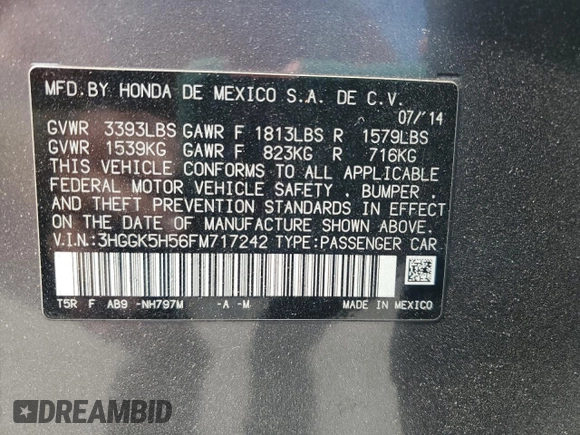 MFD. BY HONDA DE MEXICO S.A. DE C.V.
07/'14
GVWR 3393LBS GAWR F 1813LBS R 1579LBS
GVWR 1539KG GAWR F 823KG R 716KG
THIS VEHICLE CONFORMS TO ALL APPLICABLE
FEDERAL MOTOR VEHICLE SAFETY , BUMPER ,
AND THEFT PREVENTION STANDARDS IN EFFECT
ON THE DATE OF MANUFACTURE SHOWN ABOVE.
V.I.N.:3HGGK5H56FM717242 TYPE:PASSENGER CAR
T5R F AB9 -NH797M -A -M MADE IN MEXICO
DREAMBID